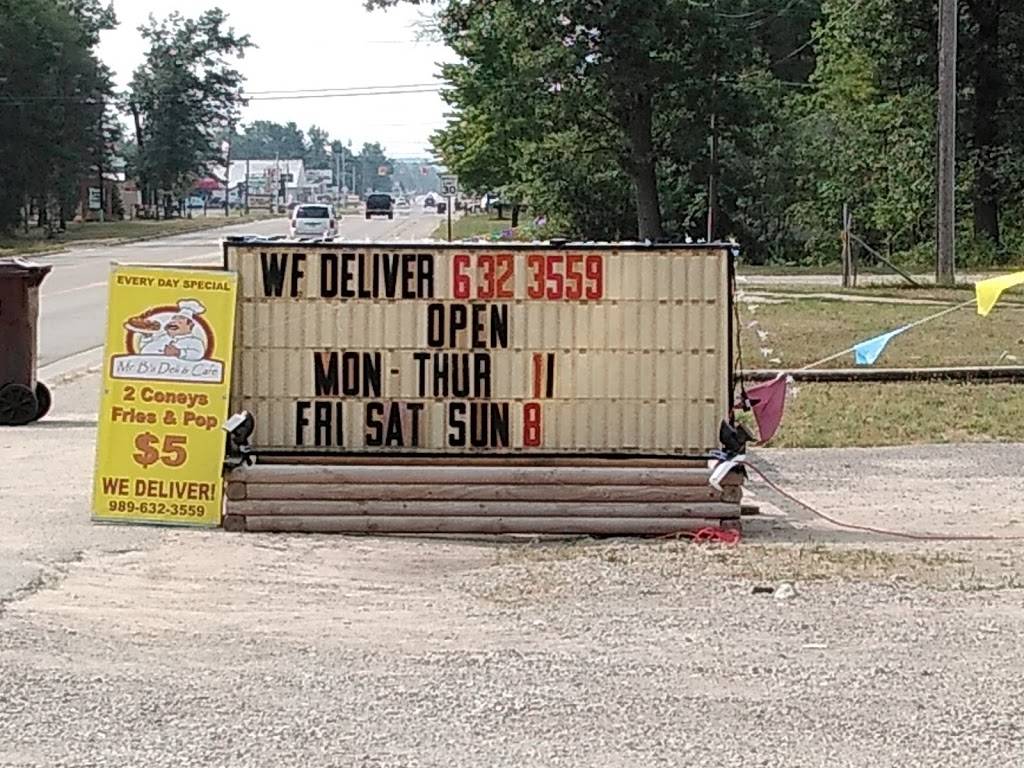 WF DELIVER 632 3559
OPEN
MON - THUR 11
FRI SAT SUN 8
EVERY DAY SPECIAL
Mr. B's Deli & Cafe
2 Coneys
Fries & Pop
$5
WE DELIVER!
989-632-3559